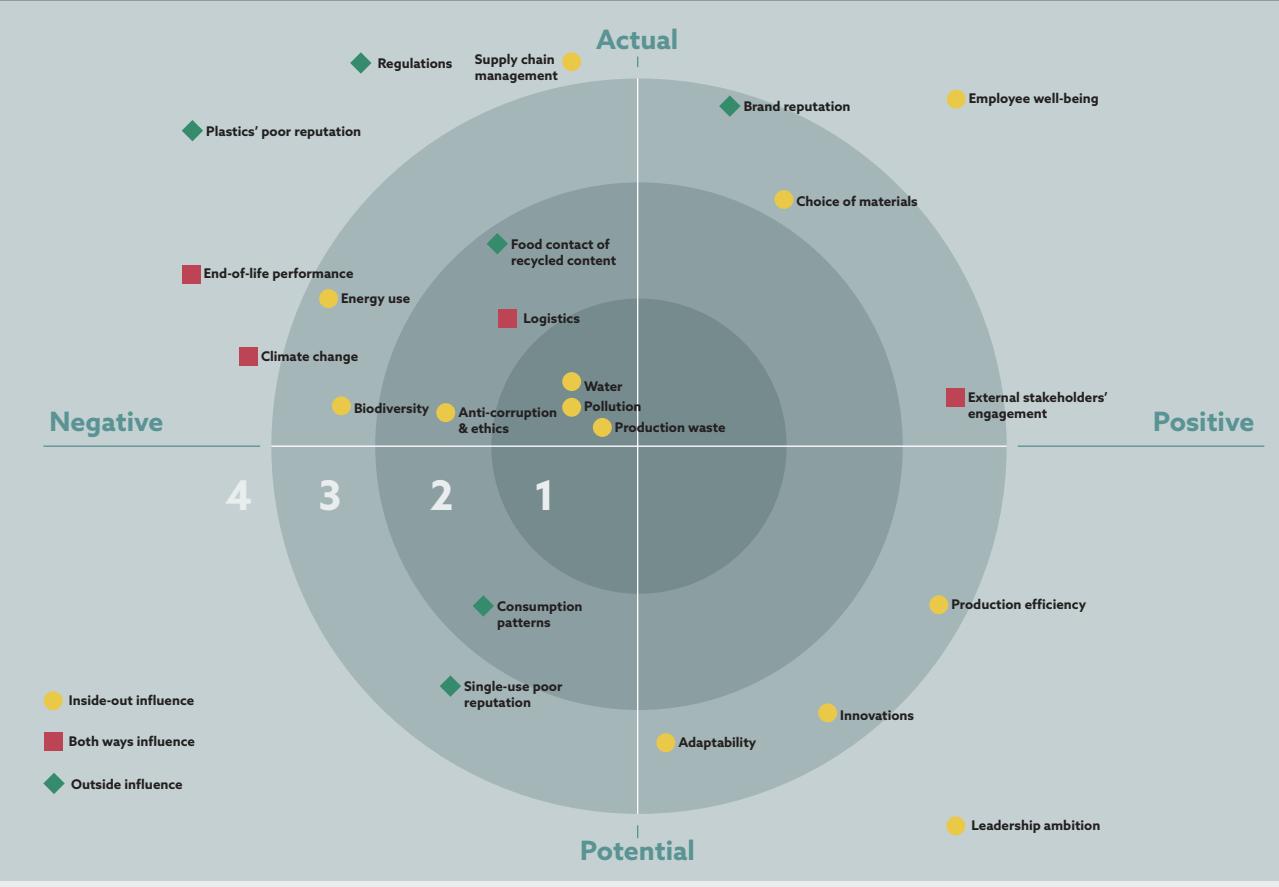 Actual
Regulations
Supply chain
management
Employee well-being
Brand reputation
Plastics’ poor reputation
Choice of materials
Food contact of
recycled content
End-of-life performance
Energy use
Logistics
Climate change
Water
External stakeholders’
engagement
Biodiversity
Anti-corruption
& ethics
Pollution
Production waste
Negative
Positive
4
3
2
1
Consumption
patterns
Production efficiency
Single-use poor
reputation
Innovations
Adaptability
Inside-out influence
Both ways influence
Outside influence
Leadership ambition
Potential